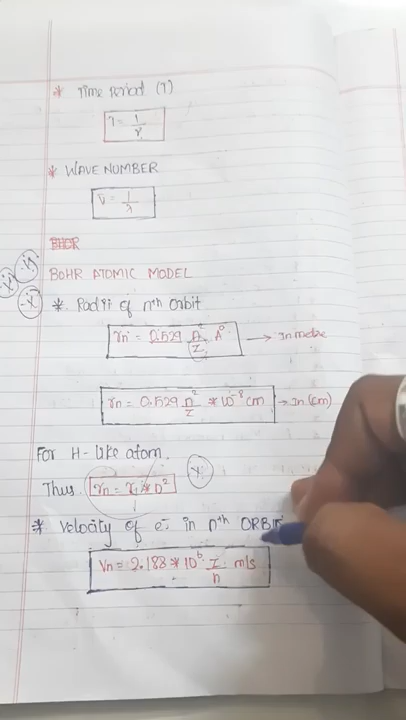 * Time Period (T)
T = 1/ν
* WAVE NUMBER
ν̅ = 1/λ
BOHR ATOMIC MODEL
* Radii of nth orbit
rn = 0.529 n²/Z A° → In metre
rn = 0.529 n²/Z * 10⁻⁸ cm → In (cm)
For H-like atom.
Thus. rn = r1 * n²
* Velocity of e⁻ in nth ORBIT
Vn = 2.188 * 10⁶ Z/n m/s